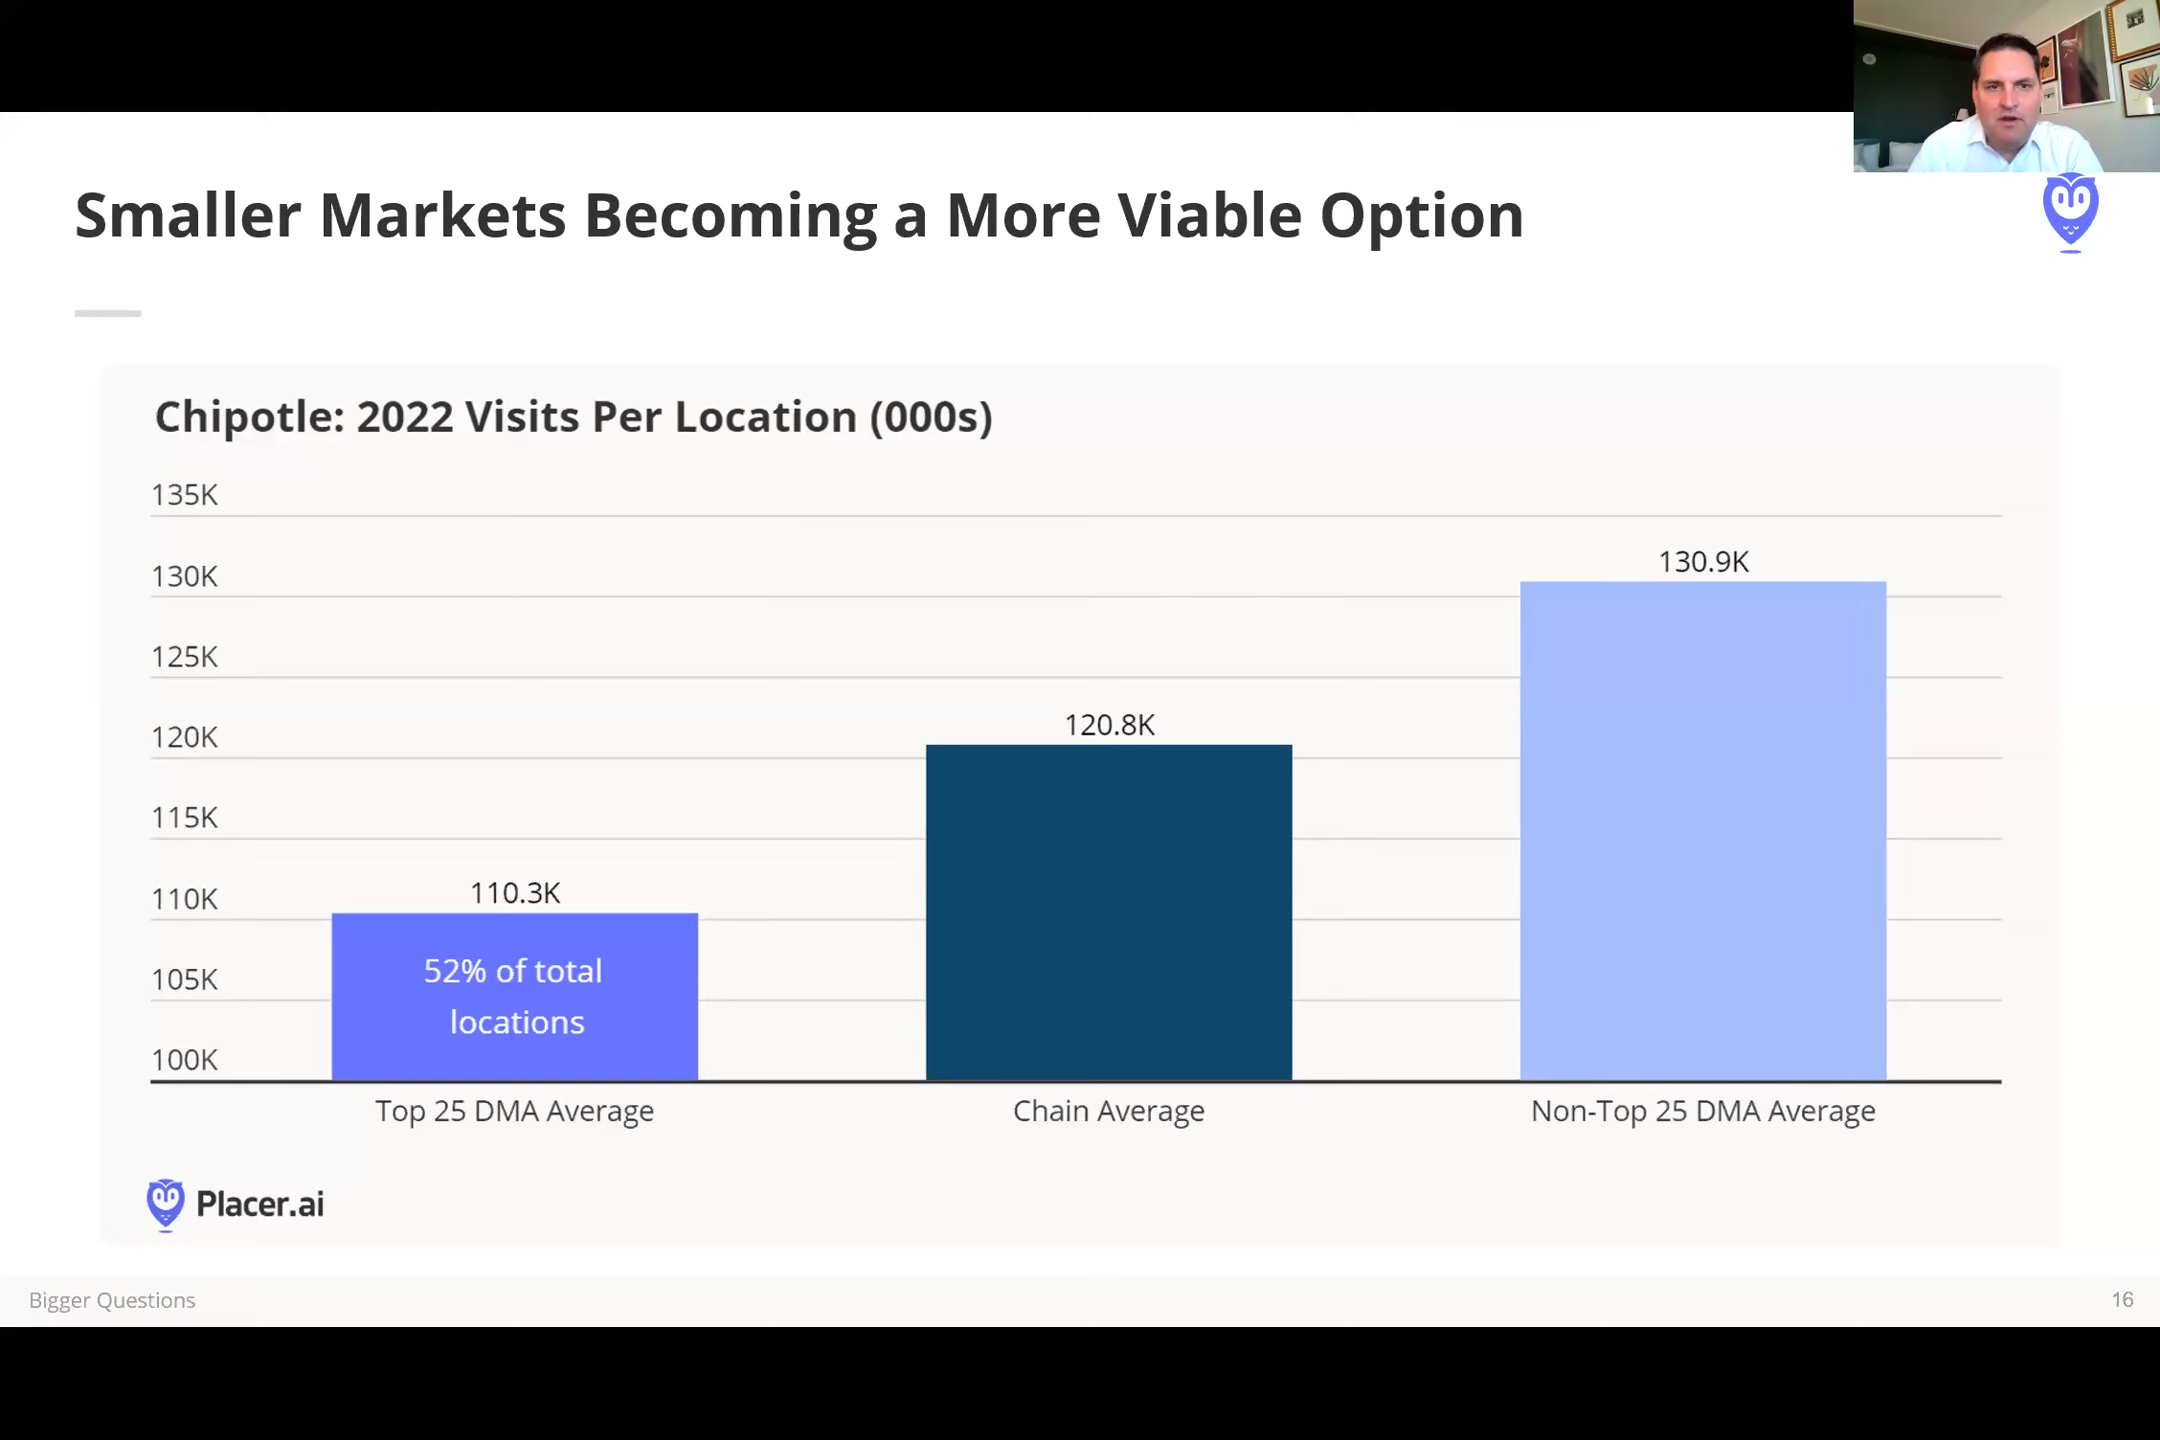 Smaller Markets Becoming a More Viable Option
Chipotle: 2022 Visits Per Location (000s)
135K
130K
125K
120K
115K
110K
105K
100K
110.3K
52% of total
locations
120.8K
130.9K
Top 25 DMA Average
Chain Average
Non-Top 25 DMA Average
Placer.ai
Bigger Questions
16